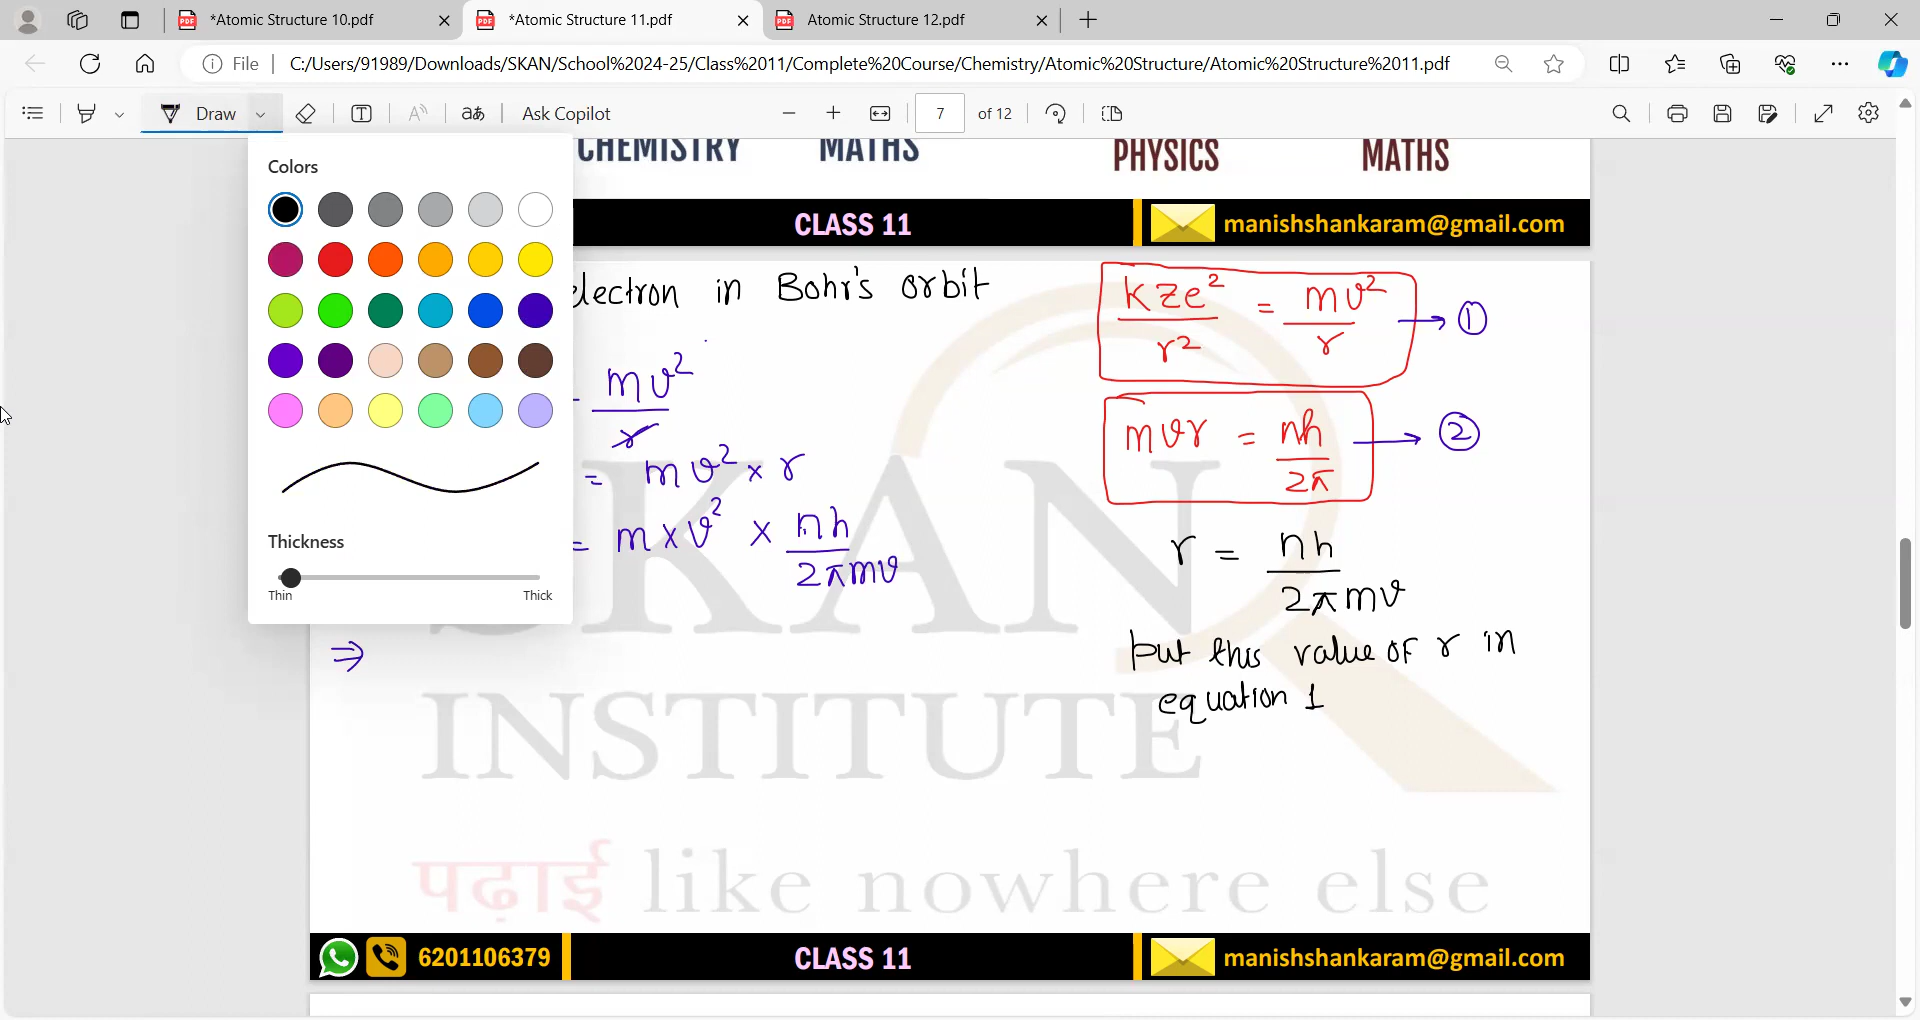 *Atomic Structure 10.pdf
*Atomic Structure 11.pdf
Atomic Structure 12.pdf
File
C:/Users/91989/Downloads/SKAN/School%2024-25/Class%2011/Complete%20Course/Chemistry/Atomic%20Structure/Atomic%20Structure%2011.pdf
Draw
aあ
Ask Copilot
7
of 12
CHEMISTRY MATHS
PHYSICS MATHS
CLASS 11
manishshankaram@gmail.com
Colors
Thickness
Thin
Thick
electron in Bohr's orbit
mv²/r
= mv² × r
= m × v² × nh/2πmv
⇒
KZe²/r² = mv²/r → ①
mvr = nh/2π → ②
r = nh/2πmv
put this value of r in
equation 1
SKAN
INSTITUTE
पढ़ाई like nowhere else
6201106379
CLASS 11
manishshankaram@gmail.com